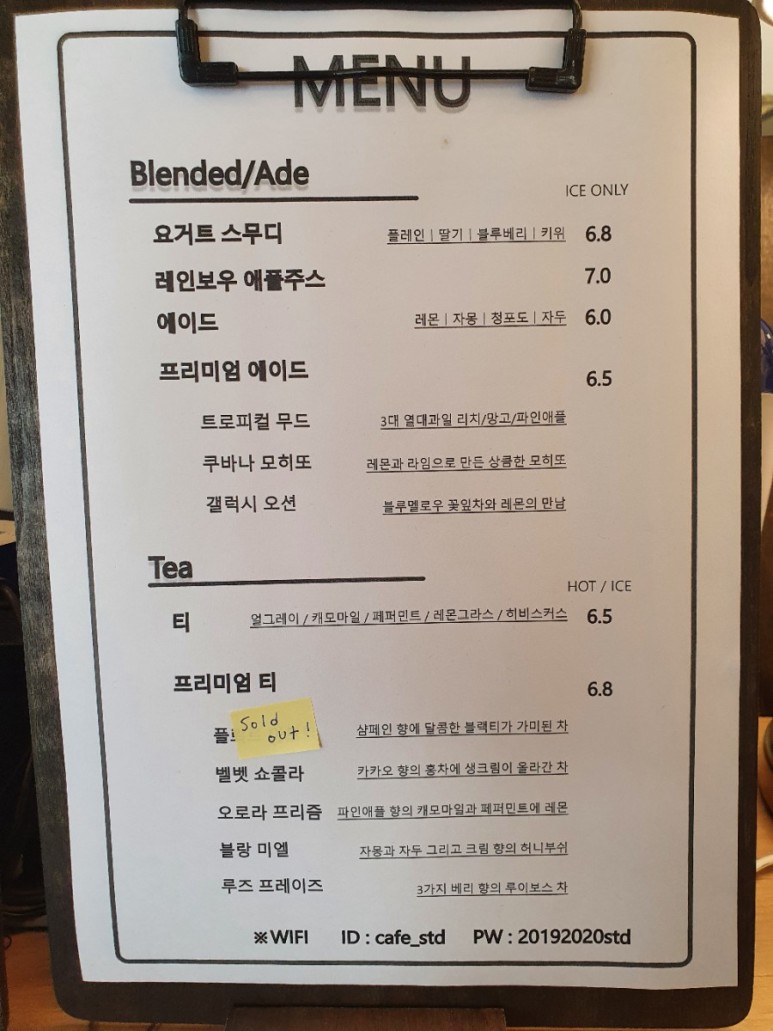 MENU
Blended/Ade
ICE ONLY
요거트 스무디 플레인 | 딸기 | 블루베리 | 키위 6.8
레인보우 애플주스 7.0
에이드 레몬 | 자몽 | 청포도 | 자두 6.0
프리미엄 에이드 6.5
트로피컬 무드 3대 열대과일 리치/망고/파인애플
쿠바나 모히또 레몬과 라임으로 만든 상큼한 모히또
갤럭시 오션 블루멜로우 꽃잎차와 레몬의 만남
Tea
HOT / ICE
티 얼그레이 / 캐모마일 / 페퍼민트 / 레몬그라스 / 히비스커스 6.5
프리미엄 티 6.8
Sold
out!
샴페인 향에 달콤한 블랙티가 가미된 차
벨벳 쇼콜라 카카오 향의 홍차에 생크림이 올라간 차
오로라 프리즘 파인애플 향의 캐모마일과 페퍼민트에 레몬
블랑 미엘 자몽과 자두 그리고 크림 향의 허니부쉬
루즈 프레이즈 3가지 베리 향의 루이보스 차
※WIFI ID : cafe_std PW : 20192020std